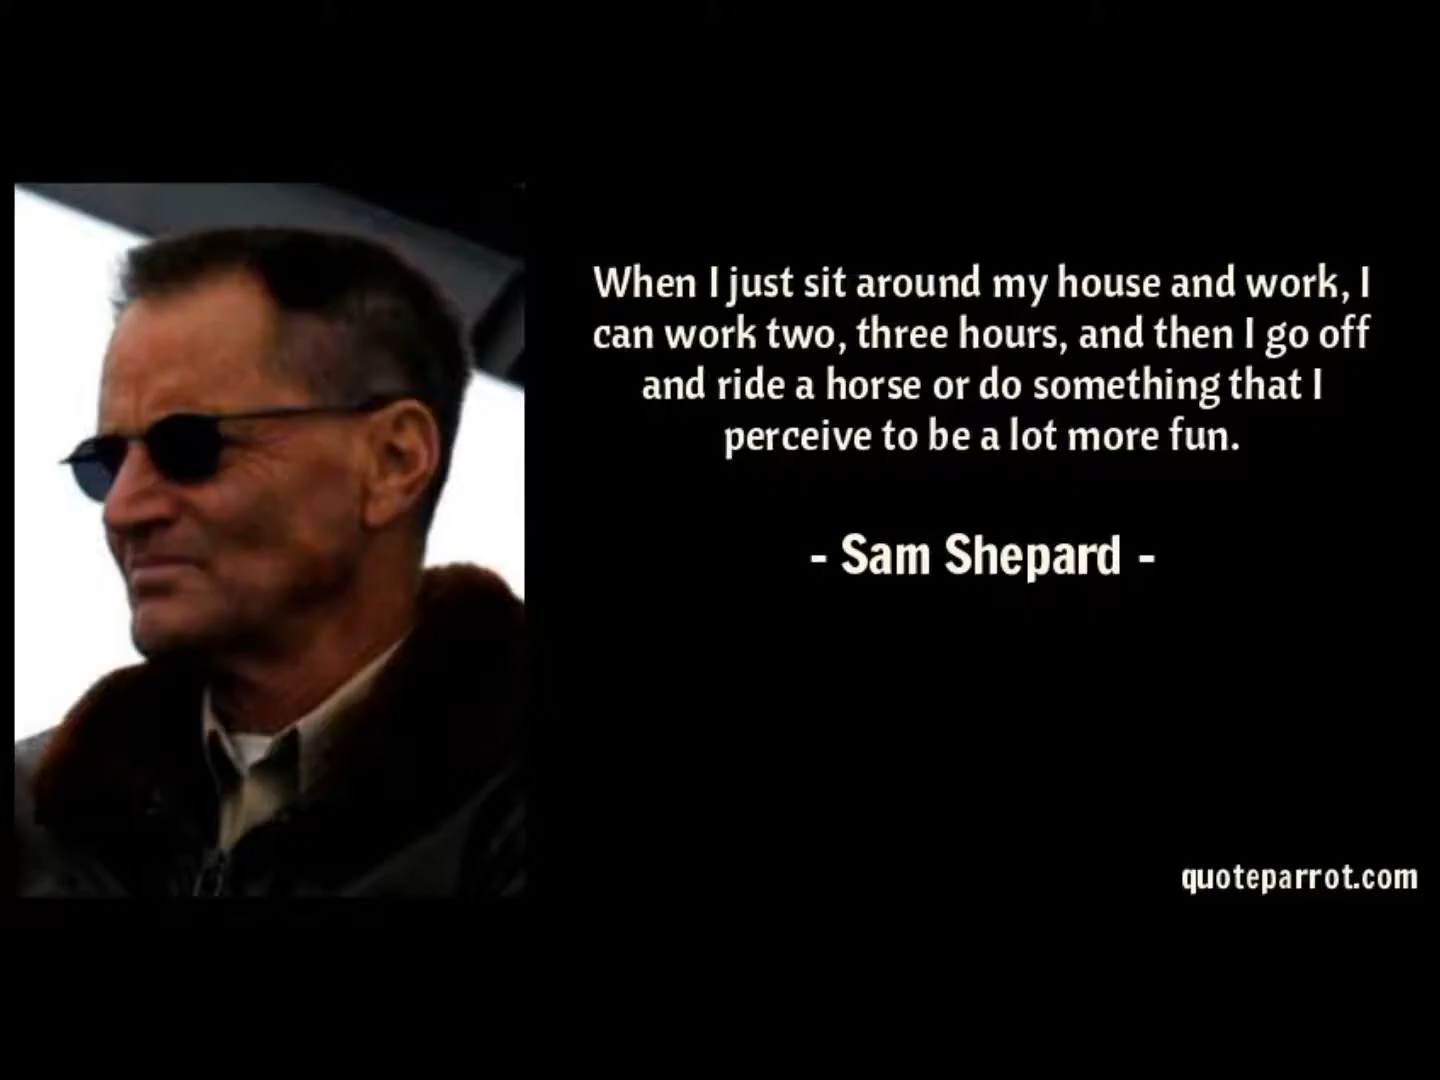 When I just sit around my house and work, I
can work two, three hours, and then I go off
and ride a horse or do something that I
perceive to be a lot more fun.
- Sam Shepard -
quoteparrot.com